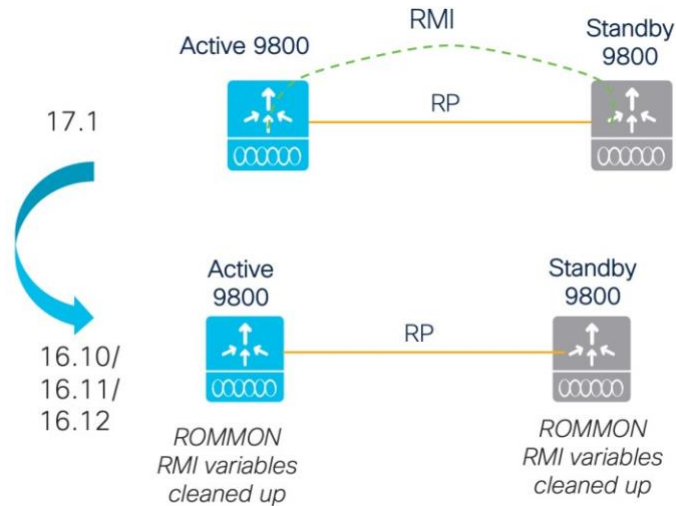 RMI
Active 9800
Standby
9800
RP
17.1
Active
9800
Standby
9800
RP
16.10/
16.11/
16.12
ROMMON
RMI variables
cleaned up
ROMMON
RMI variables
cleaned up